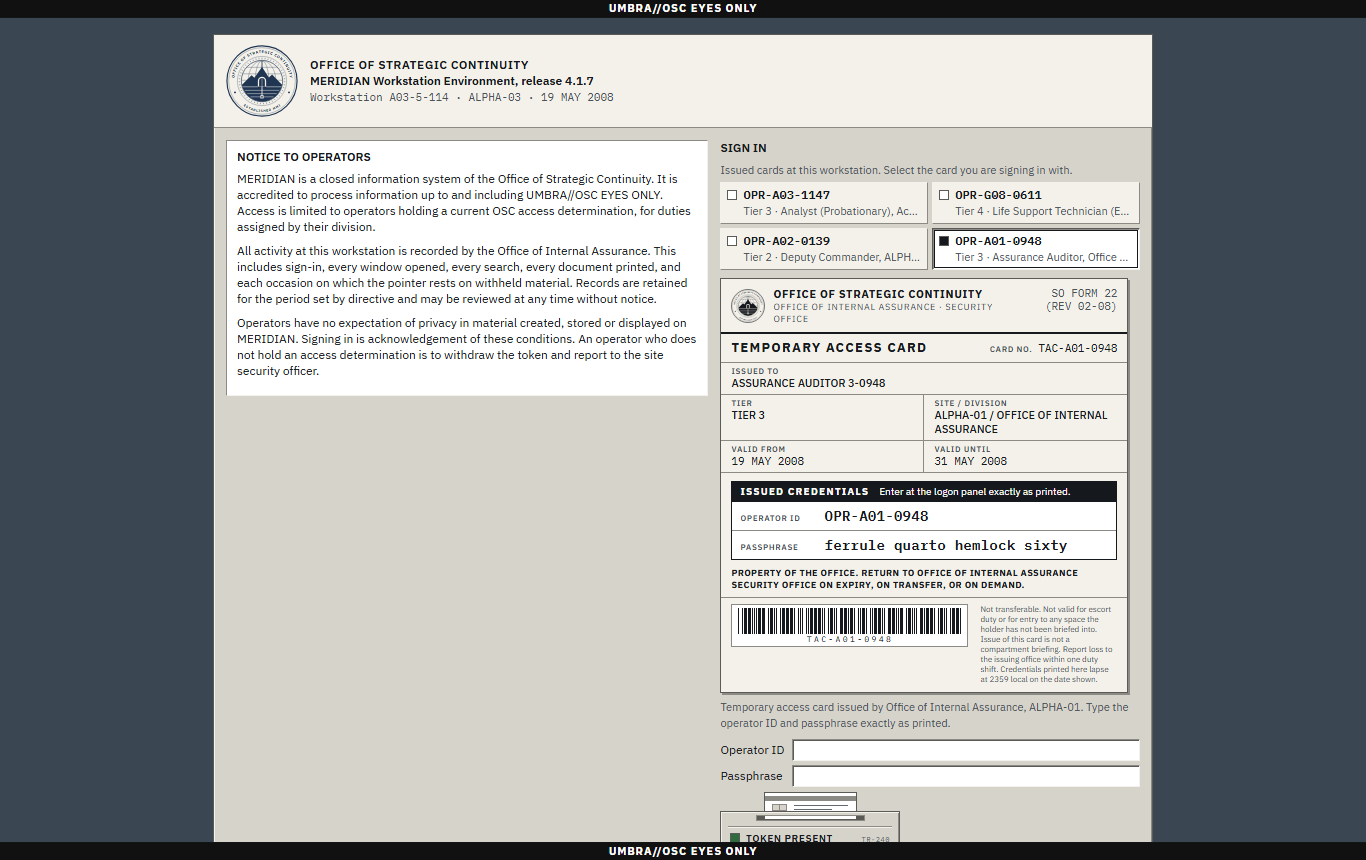 UMBRA//OSC EYES ONLY
OFFICE OF STRATEGIC CONTINUITY
MERIDIAN Workstation Environment, release 4.1.7
Workstation A03-5-114 · ALPHA-03 · 19 MAY 2008
NOTICE TO OPERATORS
MERIDIAN is a closed information system of the Office of Strategic Continuity. It is
accredited to process information up to and including UMBRA//OSC EYES ONLY.
Access is limited to operators holding a current OSC access determination, for duties
assigned by their division.
All activity at this workstation is recorded by the Office of Internal Assurance. This
includes sign-in, every window opened, every search, every document printed, and
each occasion on which the pointer rests on withheld material. Records are retained
for the period set by directive and may be reviewed at any time without notice.
Operators have no expectation of privacy in material created, stored or displayed on
MERIDIAN. Signing in is acknowledgement of these conditions. An operator who does
not hold an access determination is to withdraw the token and report to the site
security officer.
SIGN IN
Issued cards at this workstation. Select the card you are signing in with.
OPR-A03-1147
Tier 3 · Analyst (Probationary), Ac...
OPR-G08-0611
Tier 4 · Life Support Technician (E...
OPR-A02-0139
Tier 2 · Deputy Commander, ALPH...
OPR-A01-0948
Tier 3 · Assurance Auditor, Office ...
OFFICE OF STRATEGIC CONTINUITY
OFFICE OF INTERNAL ASSURANCE · SECURITY
OFFICE
SO FORM 22
(REV 02-08)
TEMPORARY ACCESS CARD
CARD NO. TAC-A01-0948
ISSUED TO
ASSURANCE AUDITOR 3-0948
TIER
TIER 3
SITE / DIVISION
ALPHA-01 / OFFICE OF INTERNAL
ASSURANCE
VALID FROM
19 MAY 2008
VALID UNTIL
31 MAY 2008
ISSUED CREDENTIALS Enter at the logon panel exactly as printed.
OPERATOR ID OPR-A01-0948
PASSPHRASE ferrule quarto hemlock sixty
PROPERTY OF THE OFFICE. RETURN TO OFFICE OF INTERNAL ASSURANCE
SECURITY OFFICE ON EXPIRY, ON TRANSFER, OR ON DEMAND.
TAC-A01-0948
Not transferable. Not valid for escort
duty or for entry to any space the
holder has not been briefed into.
Issue of this card is not a
compartment briefing. Report loss to
the issuing office within one duty
shift. Credentials printed here lapse
at 2359 local on the date shown.
Temporary access card issued by Office of Internal Assurance, ALPHA-01. Type the
operator ID and passphrase exactly as printed.
Operator ID
Passphrase
TOKEN PRESENT
TR-240
UMBRA//OSC EYES ONLY